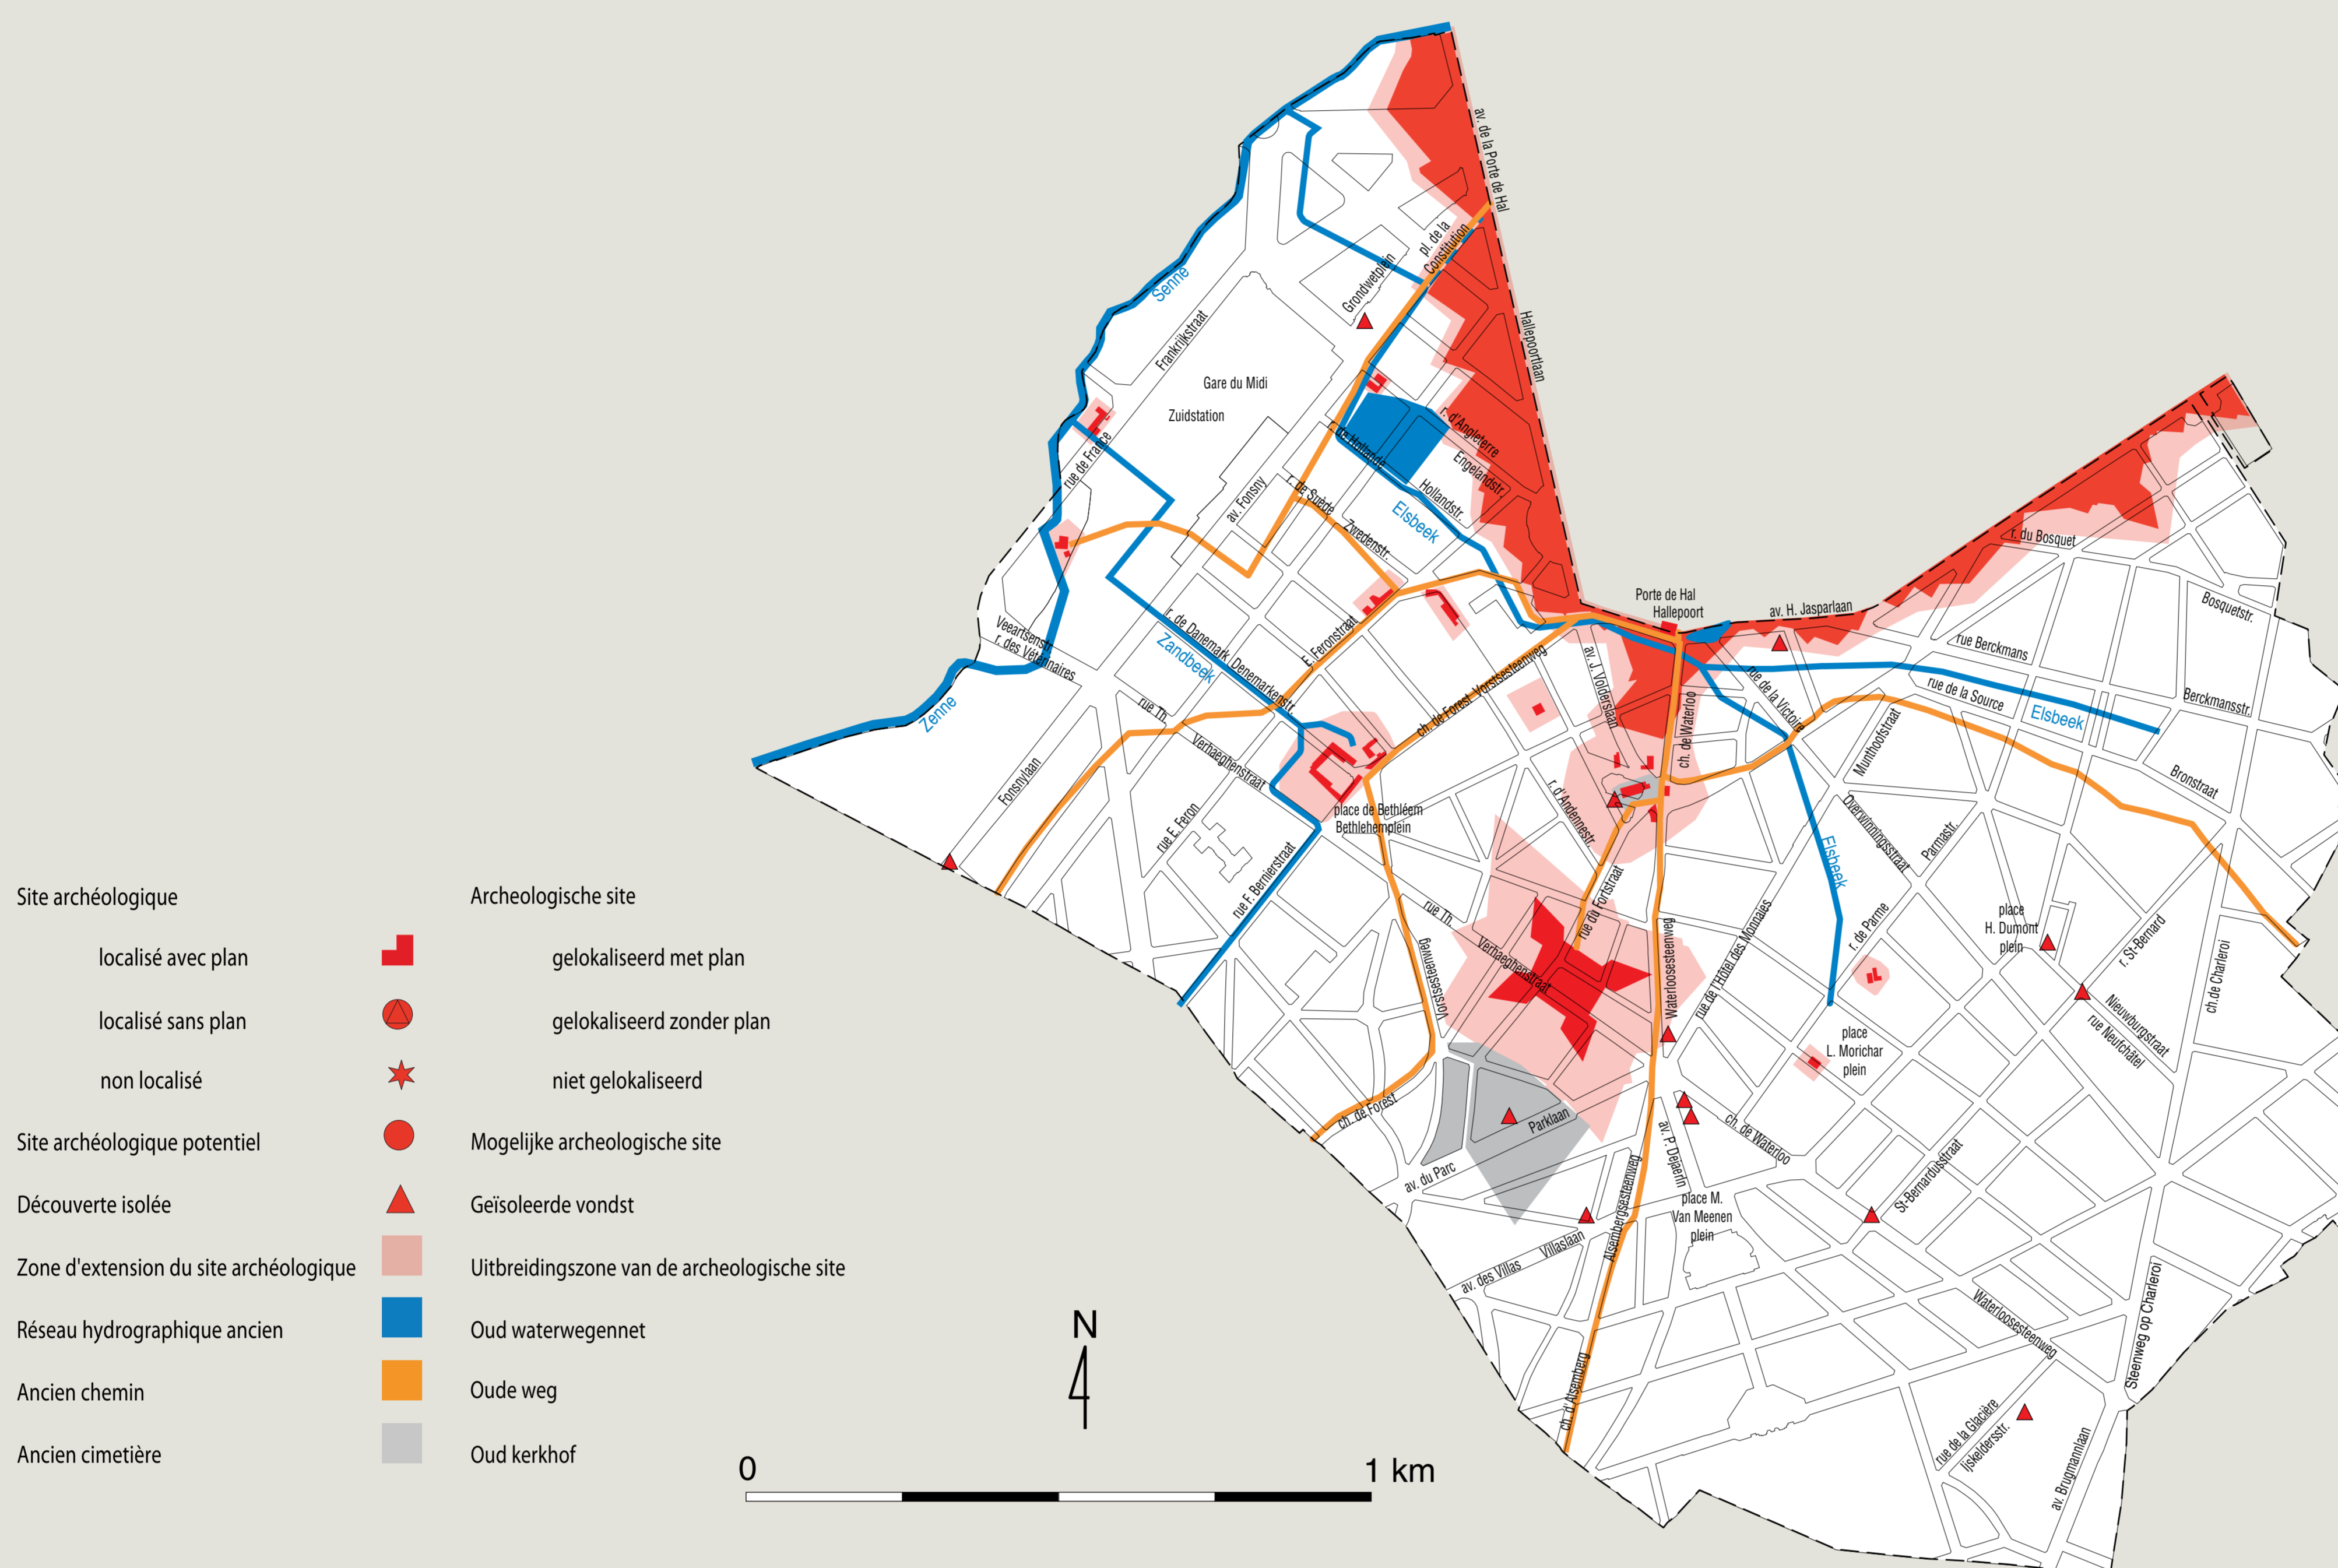 av. de la Porte de Hal
pl. de la
Constitution
Grondwetplein
Senne
Frankrijkstraat
Hallepoortlaan
Gare du Midi
Zuidstation
r. d'Angleterre
Engelandstr.
r. de Hollande
Hollandstr.
rue de France
av. Fonsny
r. de Suède
Zwedenstr.
Elsbeek
r. du Bosquet
Bosquetstr.
Porte de Hal
Hallepoort
av. H. Jasparlaan
Veeartsenstr.
r. des Vétérinaires
r. de Danemark
Denemarkenstr.
Zandbeek
E. Feronstraat
ch. de Forest
Vorstsesteenweg
av. J. Volderslaan
ch. de Waterloo
rue de la Victoire
rue Berckmans
Berckmansstr.
rue de la Source
Elsbeek
Bronstraat
Munthofstraat
Zenne
rue Th.
Verhaeghenstraat
Fonsnylaan
rue E. Feron
place de Bethléem
Bethlehemplein
r. d'Andennestr.
Overwinningsstraat
Parmastr.
Elsbeek
rue F. Bernierstraat
rue Th.
Verhaeghenstraat
rue du Fortstraat
Vorstsesteenweg
Waterloosesteenweg
rue de l'Hôtel des Monnaies
r. de Parme
place
H. Dumont
plein
r. St-Bernard
ch.de Charleroi
Nieuwburgstraat
rue Neufchâtel
place
L. Morichar
plein
ch. de Forest
Parklaan
av. du Parc
av. P. Dejaerln
ch. de Waterloo
St-Bernardusstraat
place M.
Van Meenen
plein
Alsembergsesteenweg
Villaslaan
av. des Villas
Waterloosesteenweg
Steenweg op Charleroi
ch. d'Alsemberg
rue de la Glacière
Ijskeldersstr.
av. Brugmannlaan
Site archéologique
Archeologische site
localisé avec plan
gelokaliseerd met plan
localisé sans plan
gelokaliseerd zonder plan
non localisé
niet gelokaliseerd
Site archéologique potentiel
Mogelijke archeologische site
Découverte isolée
Geïsoleerde vondst
Zone d'extension du site archéologique
Uitbreidingszone van de archeologische site
Réseau hydrographique ancien
Oud waterwegennet
Ancien chemin
Oude weg
Ancien cimetière
Oud kerkhof
N
0
1 km